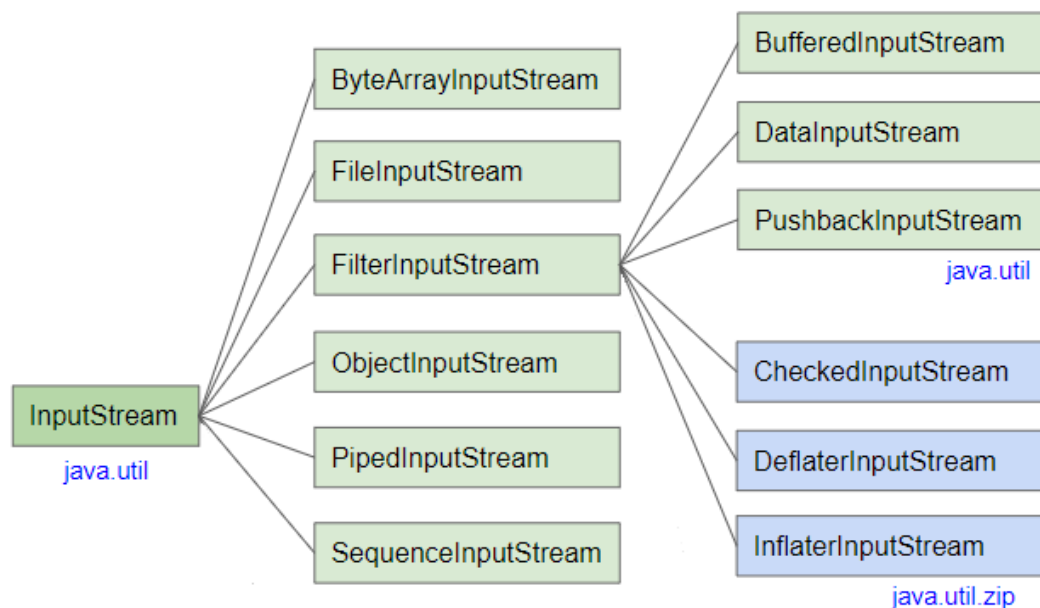 InputStream
java.util
ByteArrayInputStream
FileInputStream
FilterInputStream
ObjectInputStream
PipedInputStream
SequenceInputStream
BufferedInputStream
DataInputStream
PushbackInputStream
java.util
CheckedInputStream
DeflaterInputStream
InflaterInputStream
java.util.zip